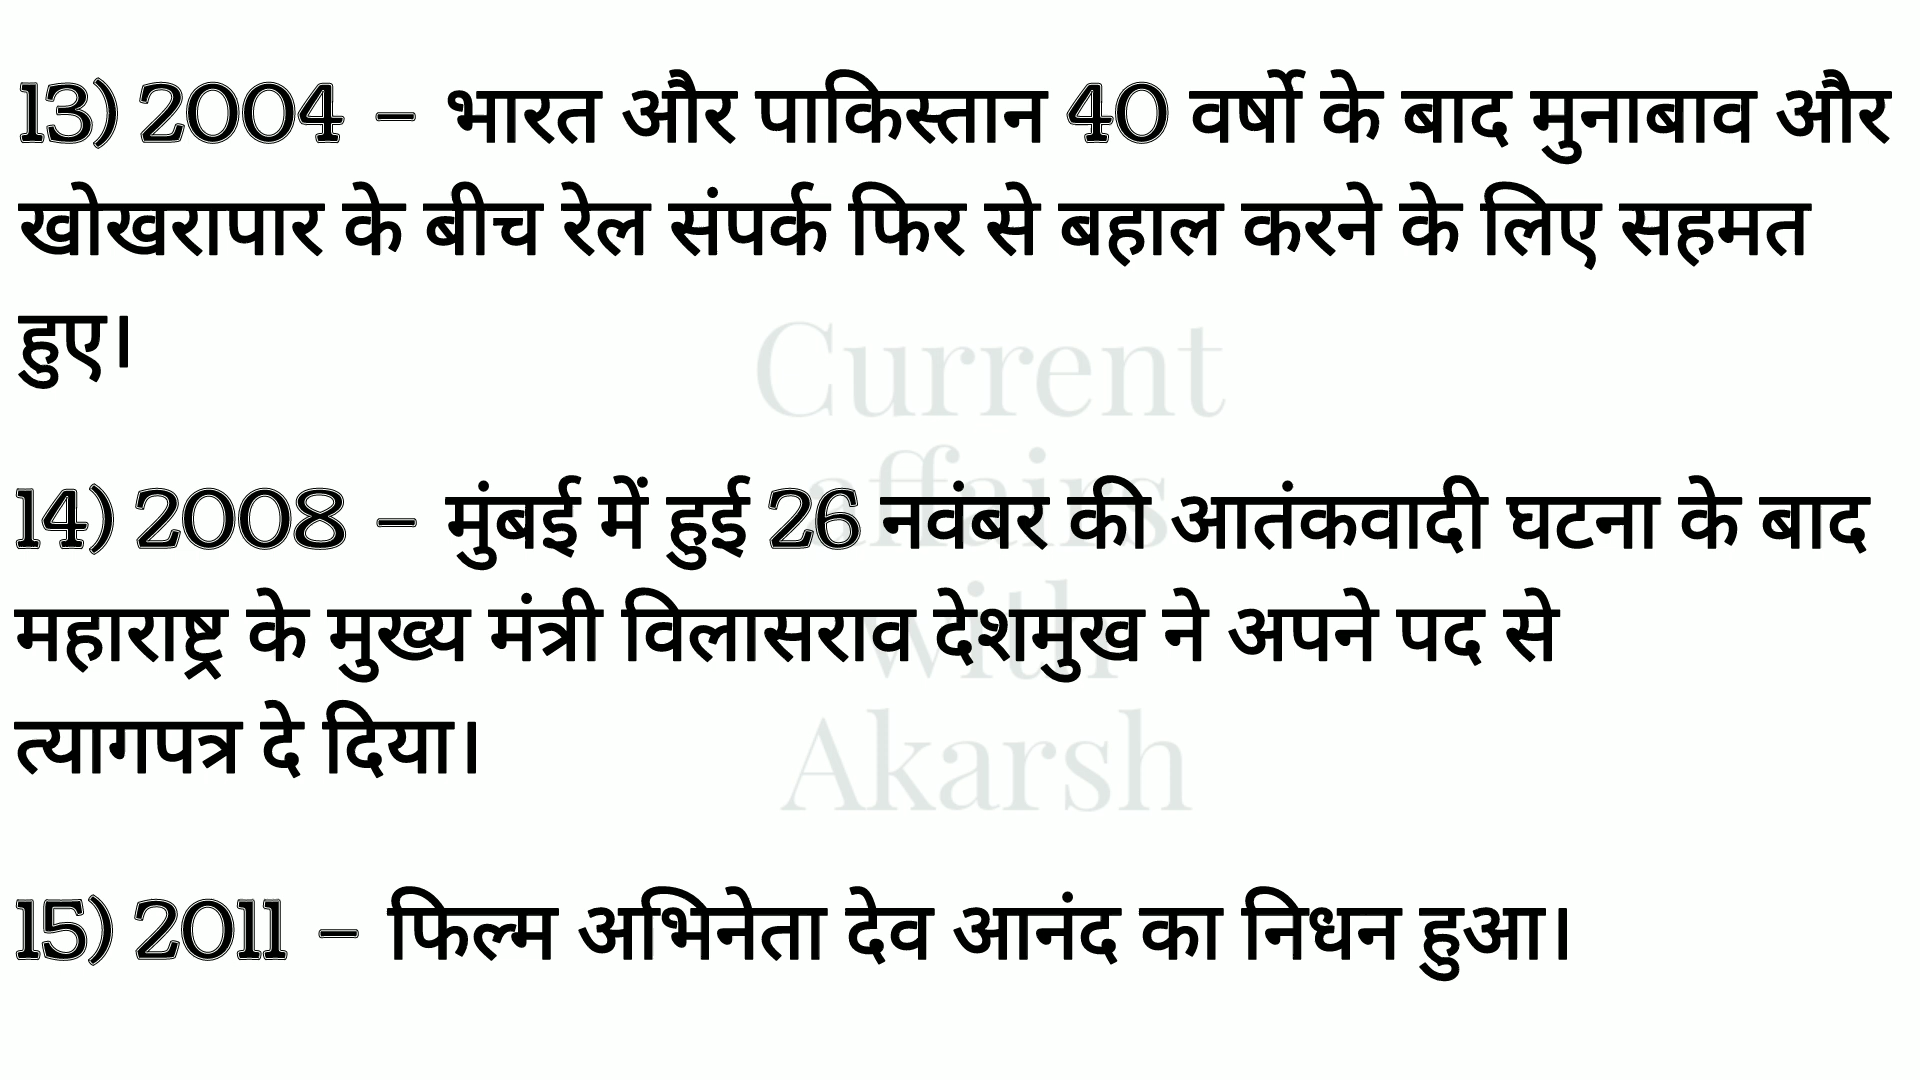 13) 2004 – भारत और पाकिस्तान 40 वर्षो के बाद मुनाबाव और
खोखरापार के बीच रेल संपर्क फिर से बहाल करने के लिए सहमत
हुए।
Current
affairs
with
Akarsh
14) 2008 – मुंबई में हुई 26 नवंबर की आतंकवादी घटना के बाद
महाराष्ट्र के मुख्य मंत्री विलासराव देशमुख ने अपने पद से
त्यागपत्र दे दिया।
15) 2011 – फिल्म अभिनेता देव आनंद का निधन हुआ।